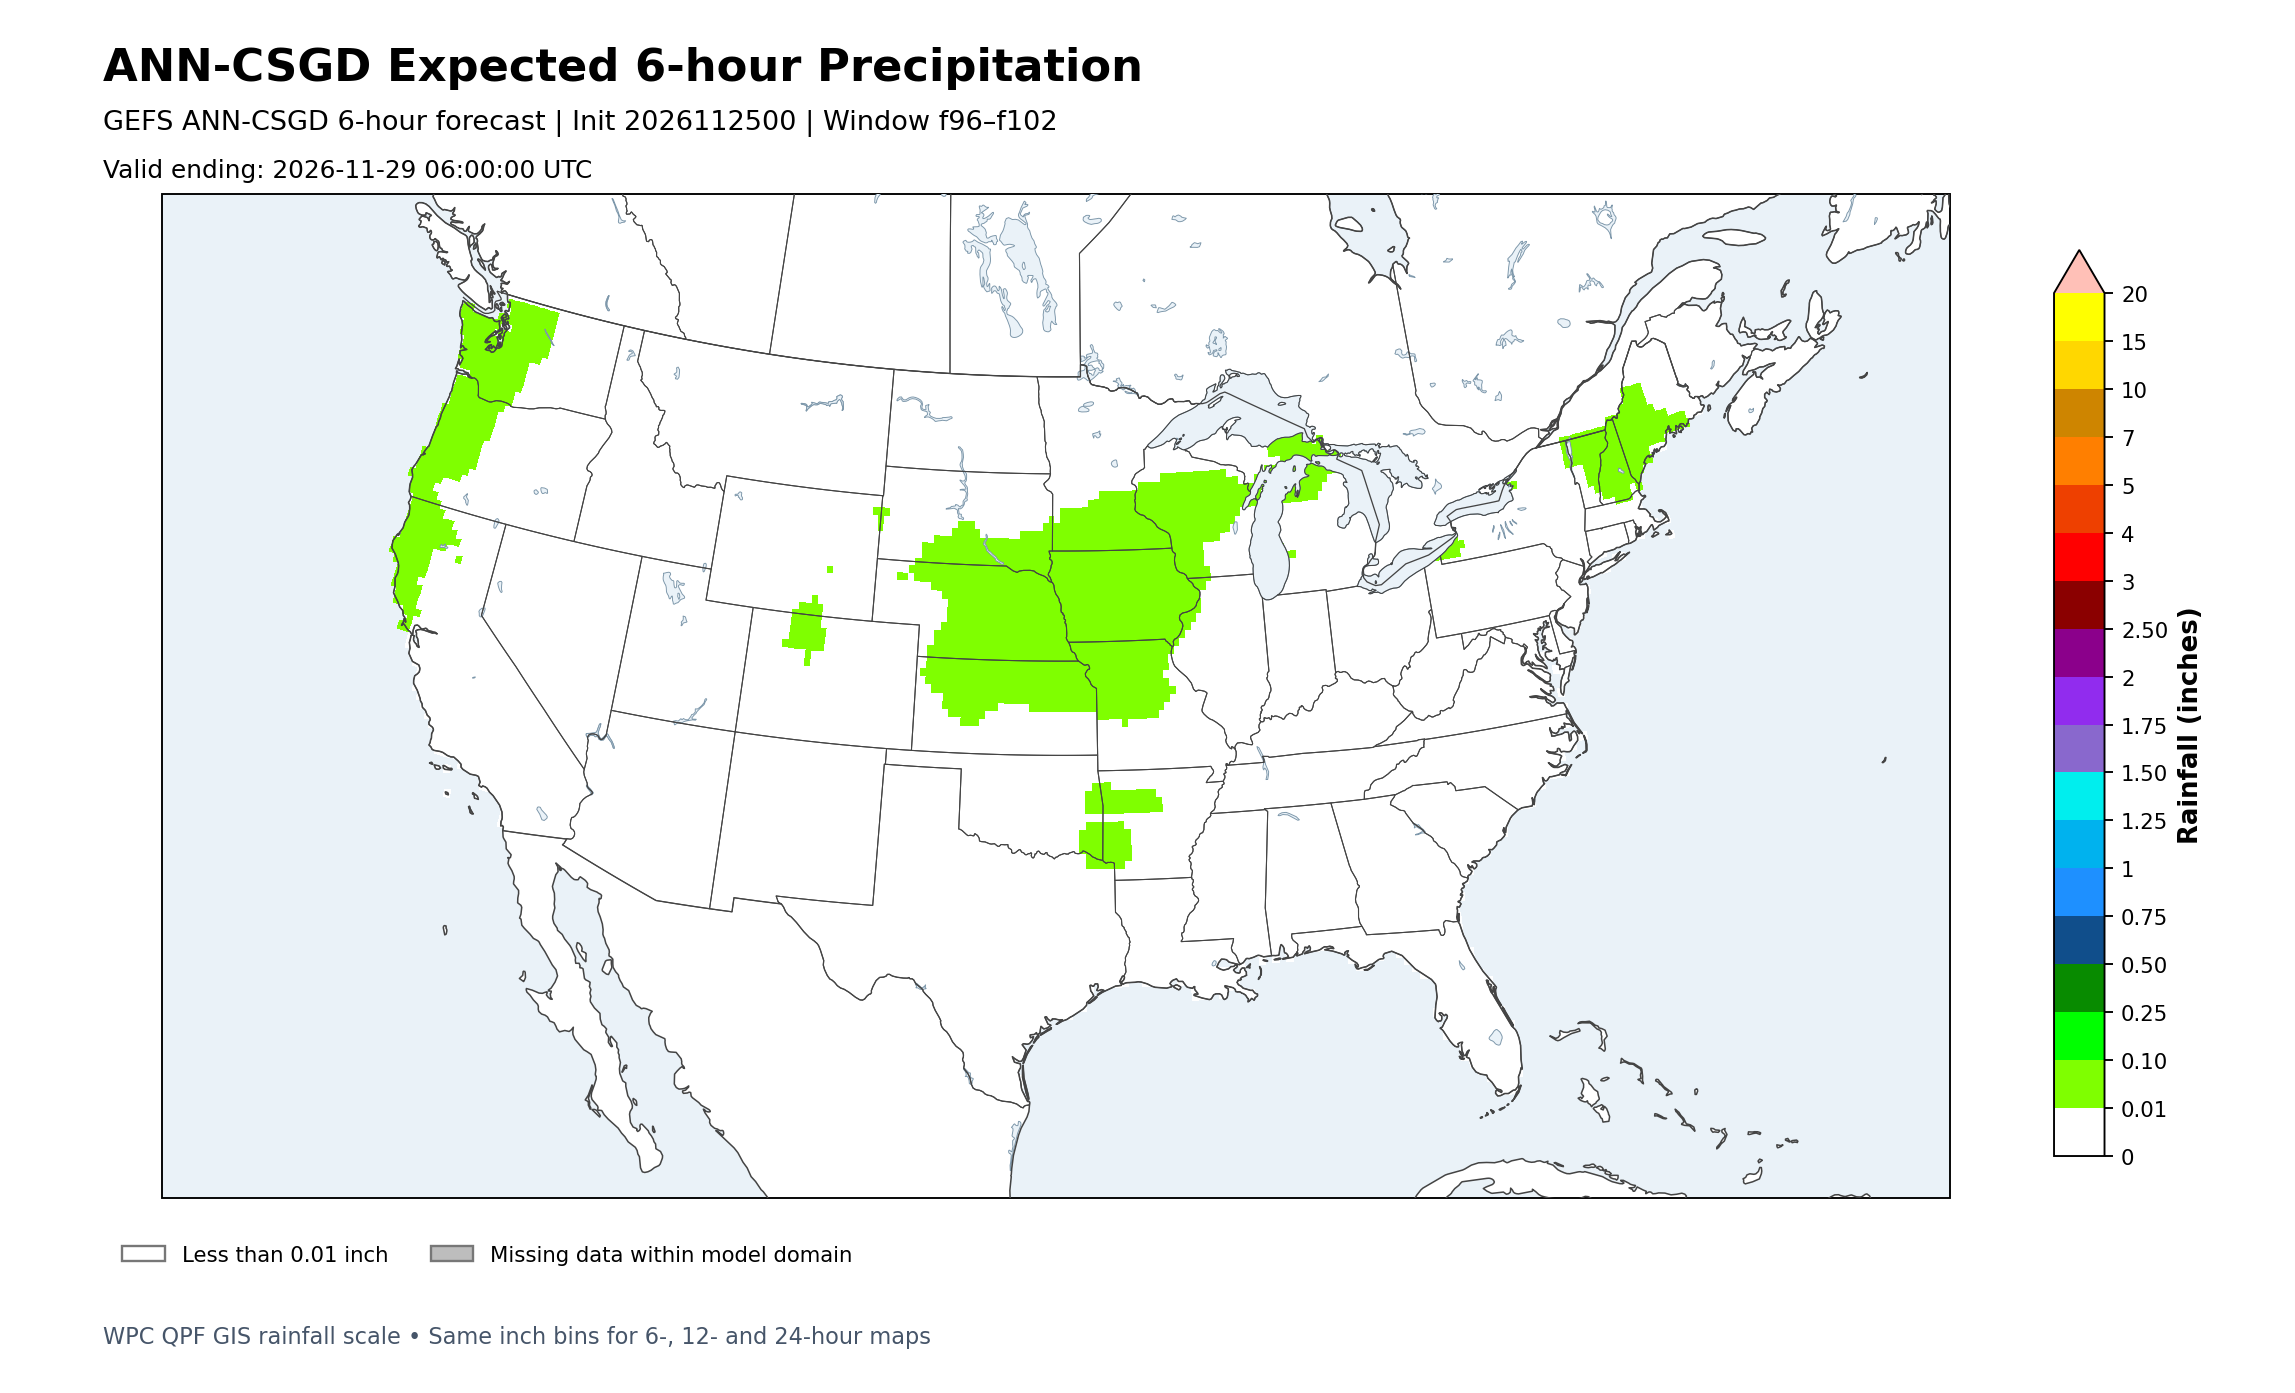 ANN-CSGD Expected 6-hour Precipitation
GEFS ANN-CSGD 6-hour forecast | Init 2026112500 | Window f96–f102
Valid ending: 2026-11-29 06:00:00 UTC
20
15
10
7
5
4
3
2.50
2
1.75
1.50
1.25
1
0.75
0.50
0.25
0.10
0.01
0
Rainfall (inches)
Less than 0.01 inch
Missing data within model domain
WPC QPF GIS rainfall scale • Same inch bins for 6-, 12- and 24-hour maps